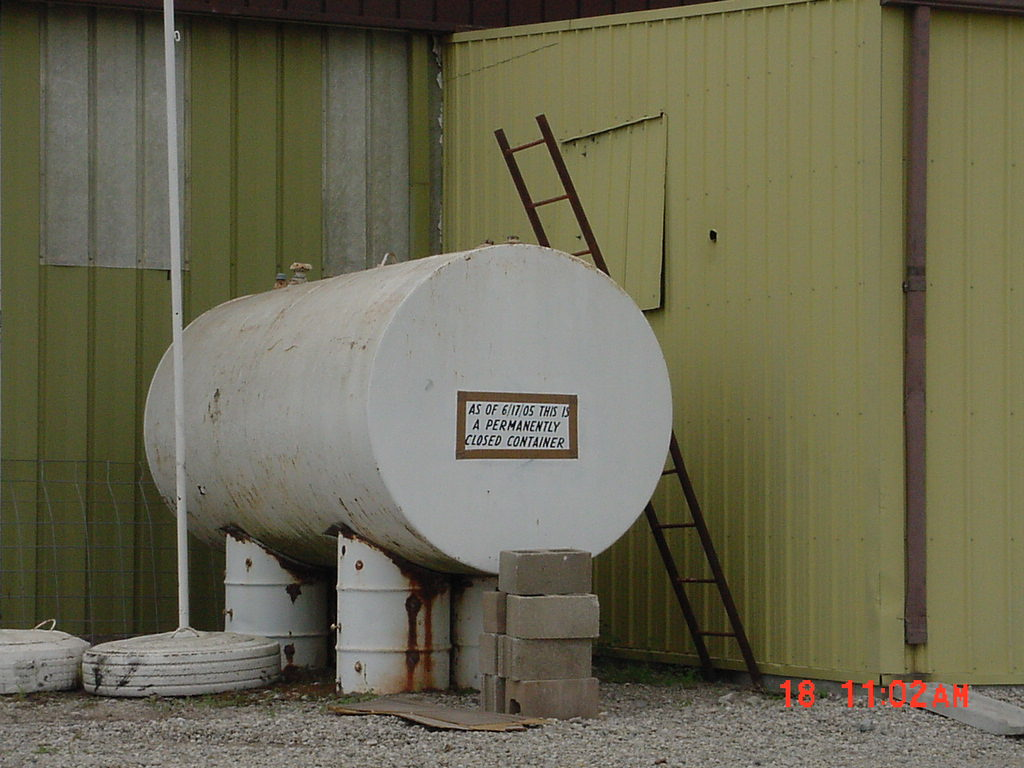 AS OF 6/17/05 THIS IS
A PERMANENTLY
CLOSED CONTAINER
18 11:02AM